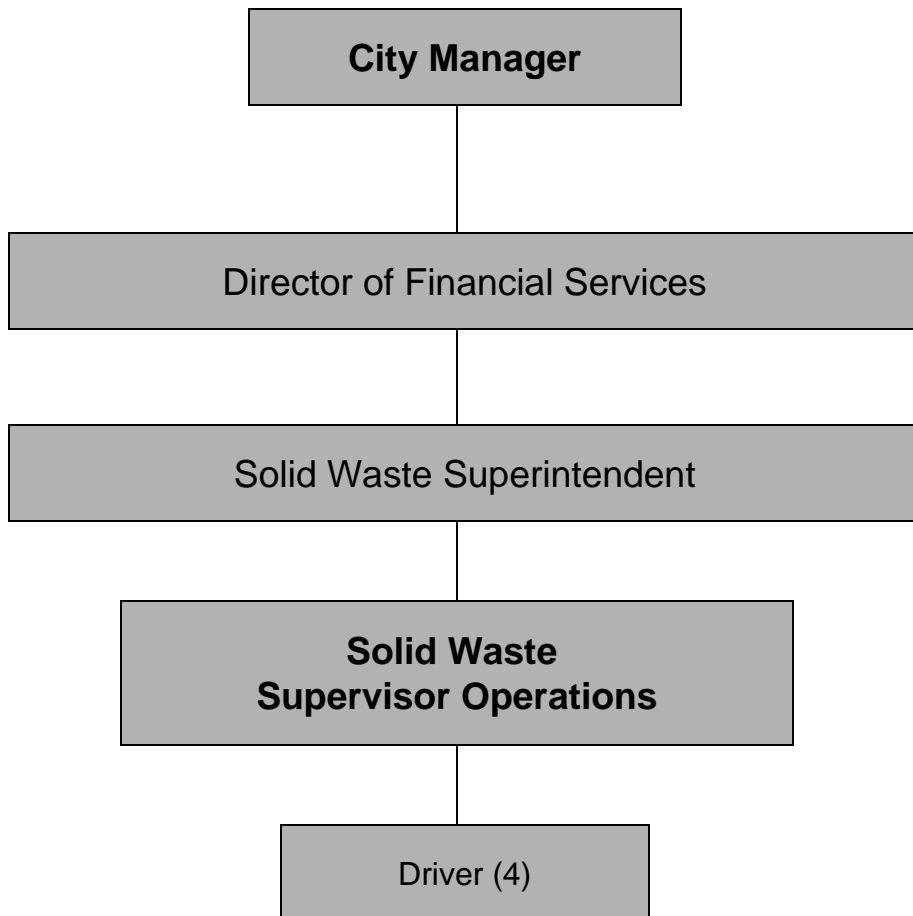 City Manager
Director of Financial Services
Solid Waste Superintendent
Solid Waste
Supervisor Operations
Driver (4)